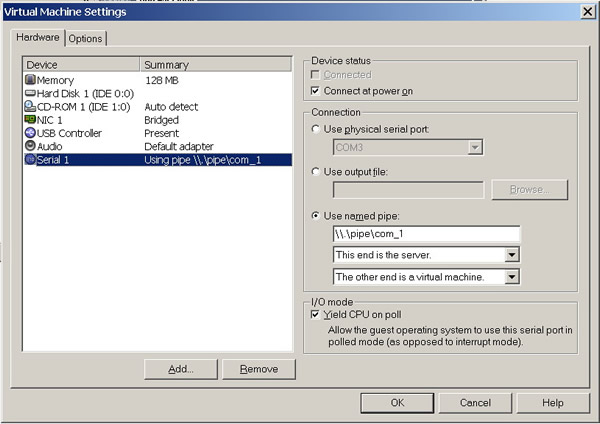 Virtual Machine Settings
Hardware Options
Device Summary
Memory 128 MB
Hard Disk 1 (IDE 0:0)
CD-ROM 1 (IDE 1:0) Auto detect
NIC 1 Bridged
USB Controller Present
Audio Default adapter
Serial 1 Using pipe \\.\pipe\com_1
Add... Remove
Device status
Connected
Connect at power on
Connection
Use physical serial port:
COM3
Use output file:
Browse...
Use named pipe:
\\.\pipe\com_1
This end is the server.
The other end is a virtual machine.
I/O mode
Yield CPU on poll
Allow the guest operating system to use this serial port in
polled mode (as opposed to interrupt mode).
OK Cancel Help